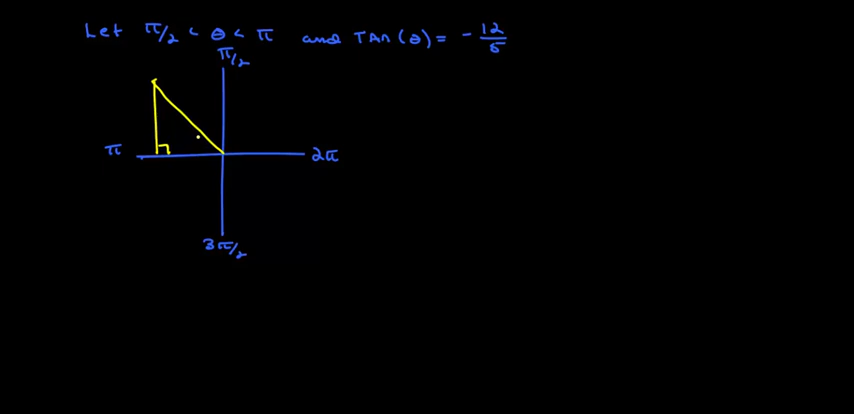 Let π/2 < θ < π and TAn(θ) = - 12/5
π/2
π
2π
3π/2